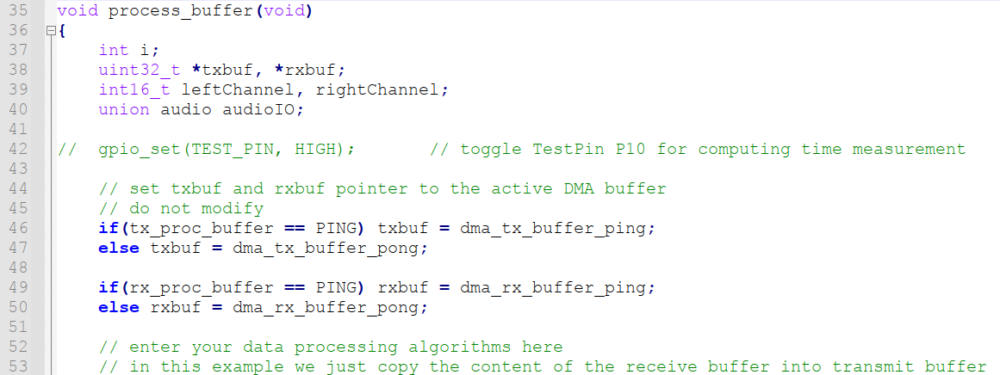 35 void process_buffer(void)
36 {
37 int i;
38 uint32_t *txbuf, *rxbuf;
39 int16_t leftChannel, rightChannel;
40 union audio audioIO;
41
42 // gpio_set(TEST_PIN, HIGH); // toggle TestPin P10 for computing time measurement
43
44 // set txbuf and rxbuf pointer to the active DMA buffer
45 // do not modify
46 if(tx_proc_buffer == PING) txbuf = dma_tx_buffer_ping;
47 else txbuf = dma_tx_buffer_pong;
48
49 if(rx_proc_buffer == PING) rxbuf = dma_rx_buffer_ping;
50 else rxbuf = dma_rx_buffer_pong;
51
52 // enter your data processing algorithms here
53 // in this example we just copy the content of the receive buffer into transmit buffer